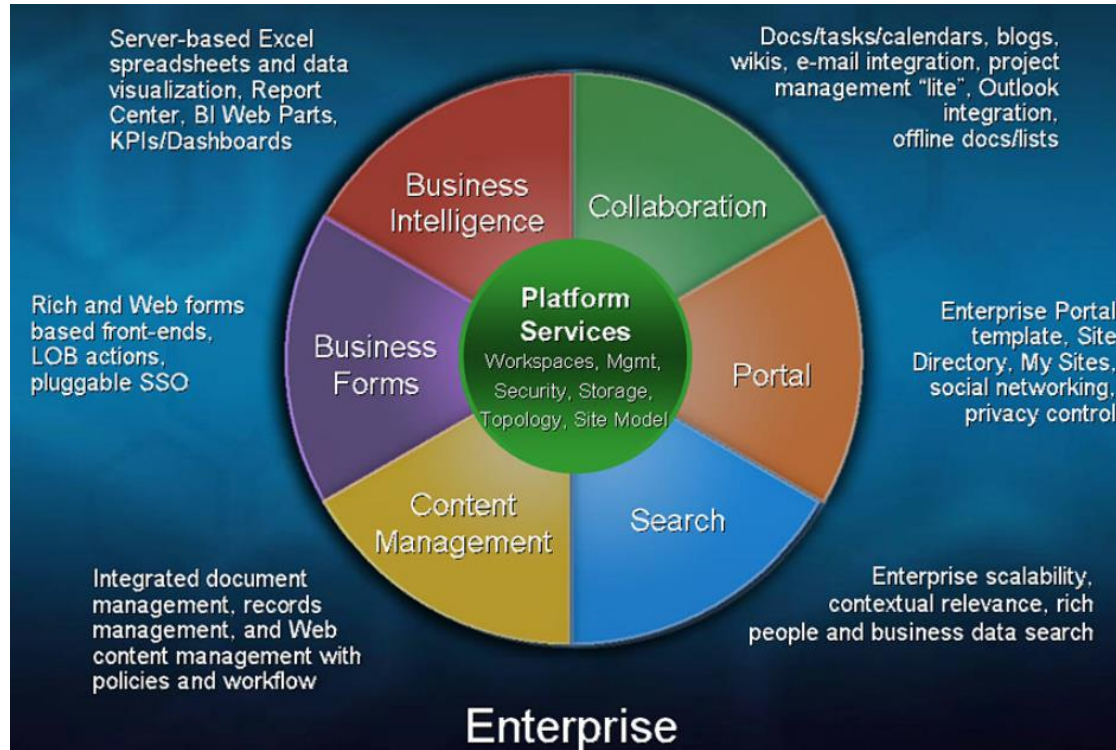 Server-based Excel
spreadsheets and data
visualization, Report
Center, BI Web Parts,
KPIs/Dashboards
Docs/tasks/calendars, blogs,
wikis, e-mail integration, project
management “lite”, Outlook
integration,
offline docs/lists
Business
Intelligence
Collaboration
Rich and Web forms
based front-ends,
LOB actions,
pluggable SSO
Business
Forms
Platform
Services
Workspaces, Mgmt,
Security, Storage,
Topology, Site Model
Portal
Enterprise Portal
template, Site
Directory, My Sites,
social networking,
privacy control
Content
Management
Search
Integrated document
management, records
management, and Web
content management with
policies and workflow
Enterprise scalability,
contextual relevance, rich
people and business data search
Enterprise